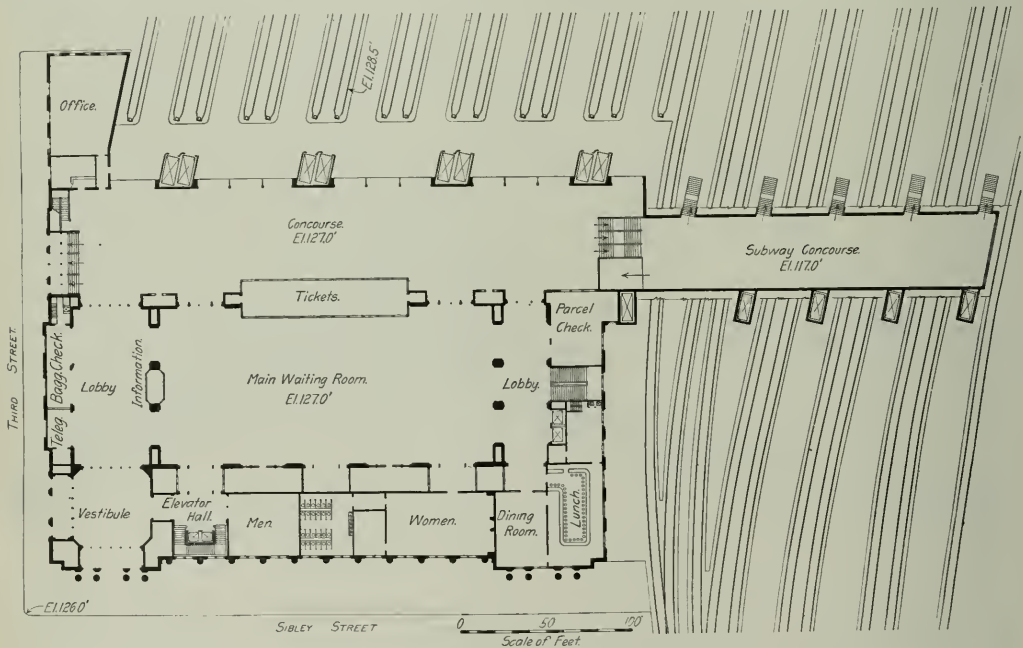 El.128.5'
Office.
Concourse.
El.127.0'
Subway Concourse.
El.117.0'
Tickets.
Parcel
Check.
THIRD STREET.
Bagg.Check.
Teleg.
Lobby
Information.
Main Waiting Room.
El.127.0'
Lobby.
Vestibule
Elevator
Hall.
Men.
Women.
Dining
Room.
Lunch.
El.126.0'
SIBLEY STREET
0 50 100'
Scale of Feet.